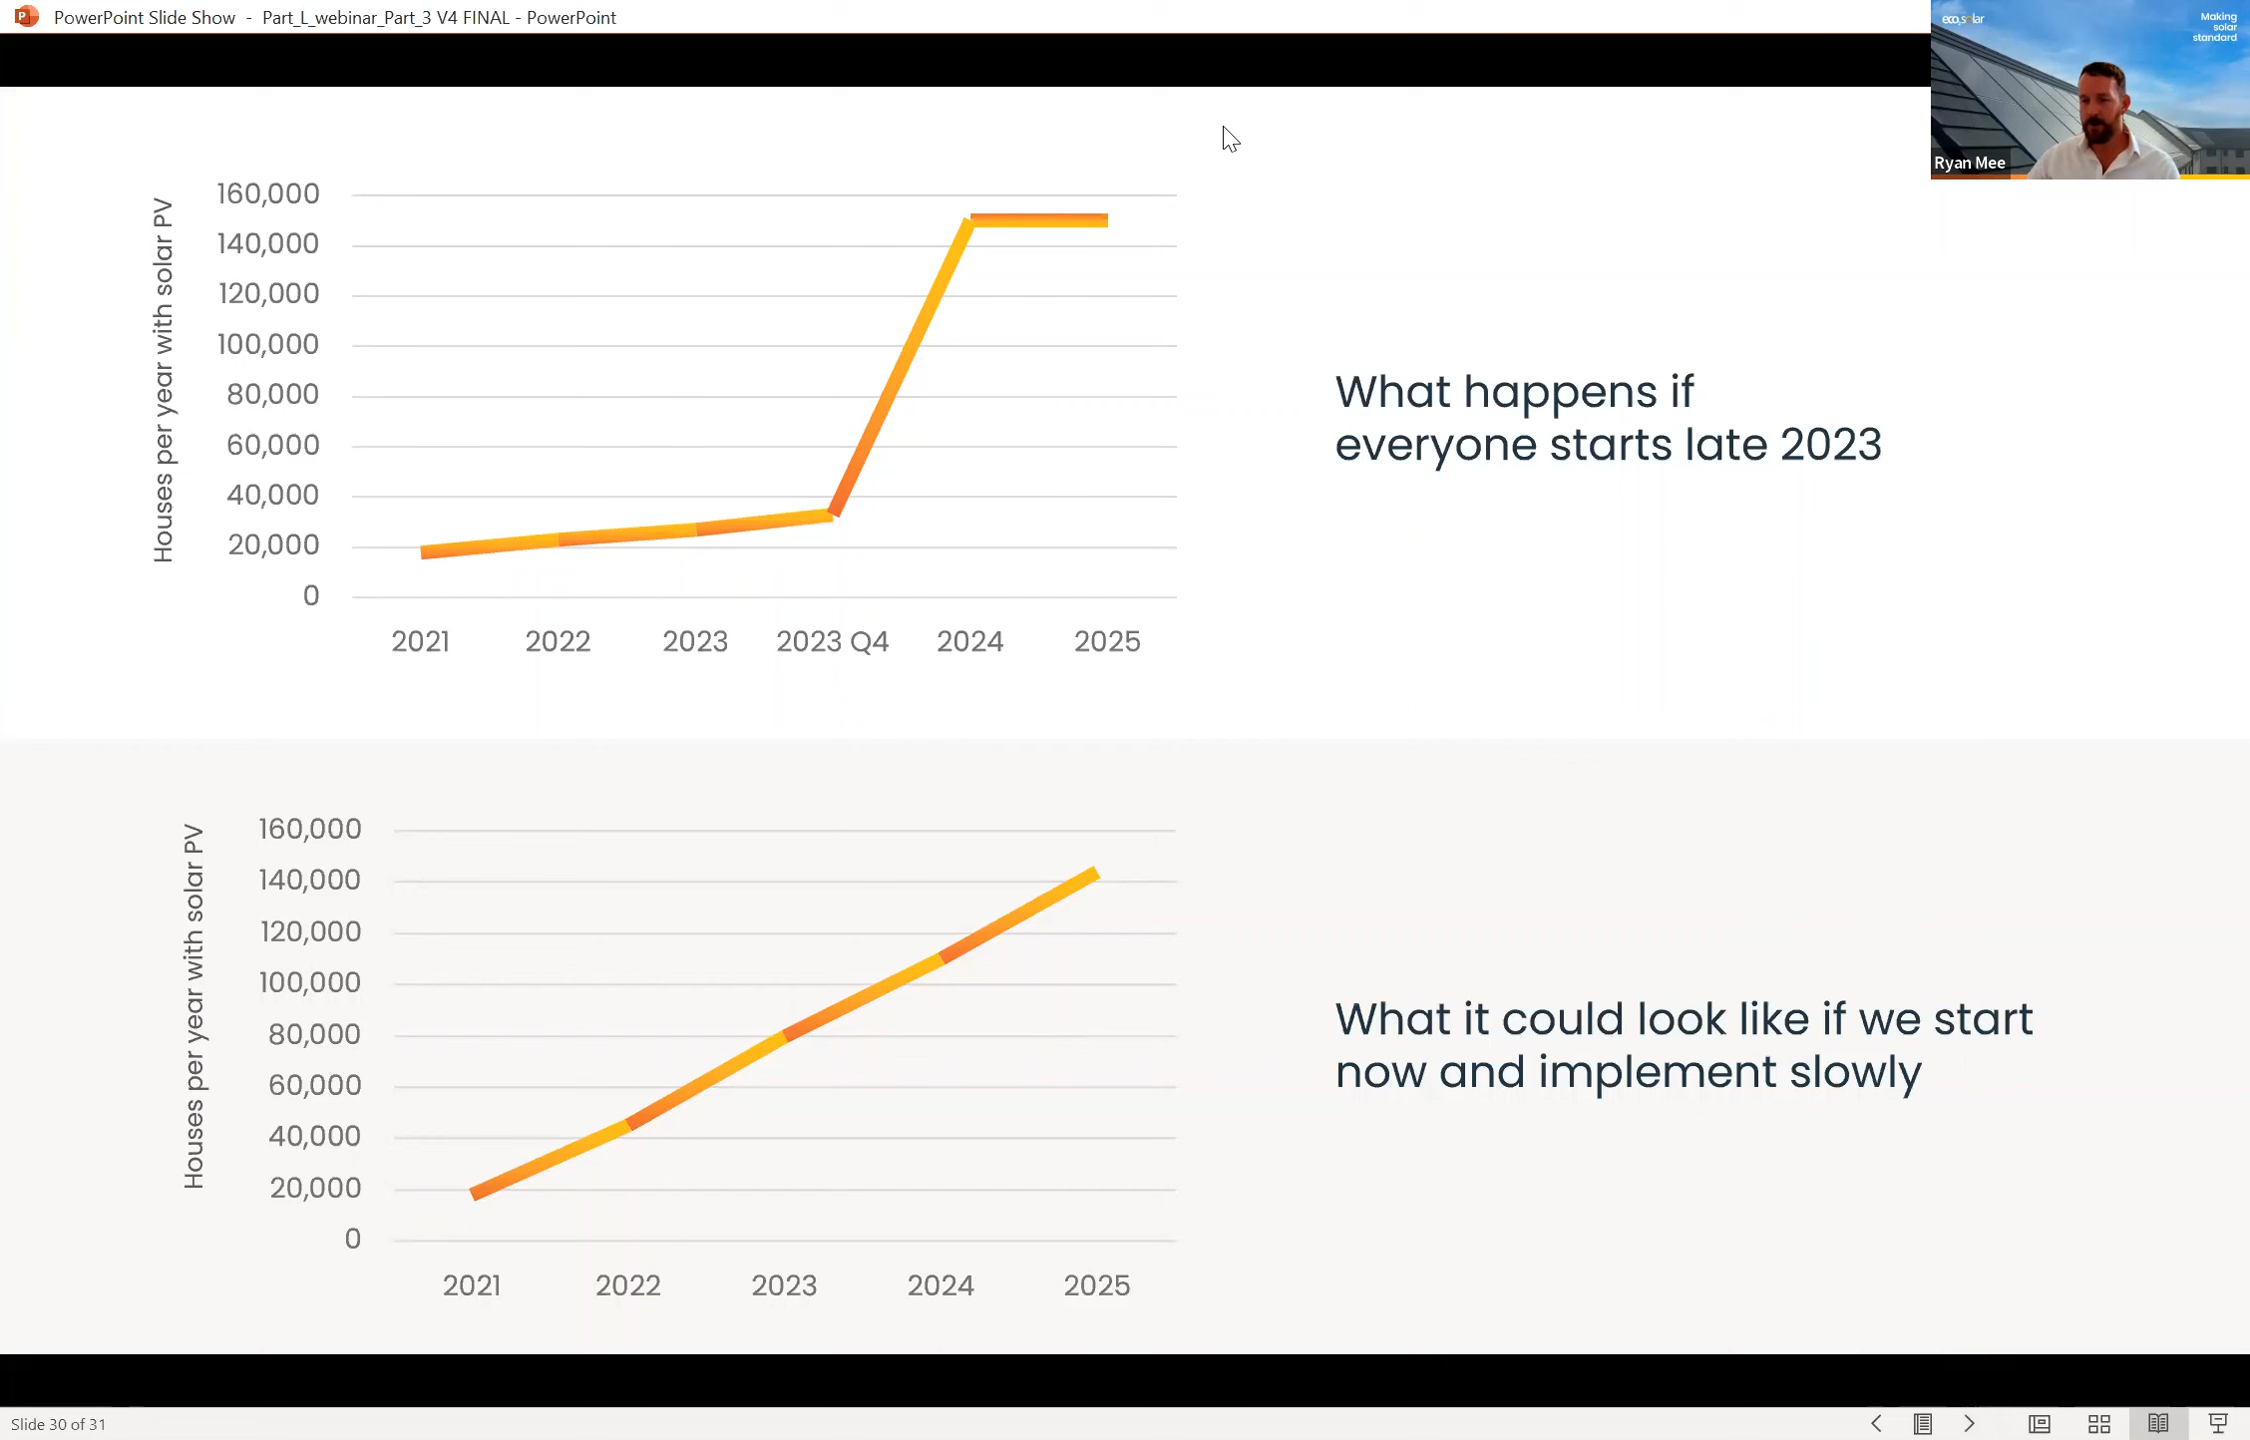 PowerPoint Slide Show - Part_L_webinar_Part_3 V4 FINAL - PowerPoint
eco2solar
Making
solar
standard
Ryan Mee
Houses per year with solar PV
160,000
140,000
120,000
100,000
80,000
60,000
40,000
20,000
0
2021 2022 2023 2023 Q4 2024 2025
What happens if
everyone starts late 2023
Houses per year with solar PV
160,000
140,000
120,000
100,000
80,000
60,000
40,000
20,000
0
2021 2022 2023 2024 2025
What it could look like if we start
now and implement slowly
Slide 30 of 31